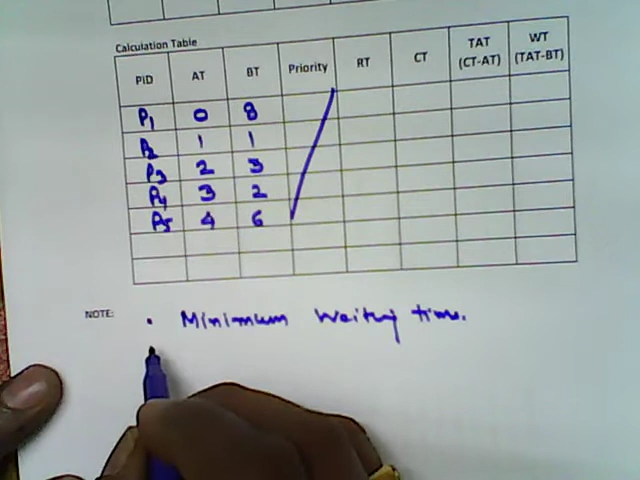 Calculation Table
PID AT BT Priority RT CT TAT (CT-AT) WT (TAT-BT)
P1 0 8
P2 1 1
P3 2 3
P4 3 2
P5 4 6
NOTE: • Minimum Waiting time.